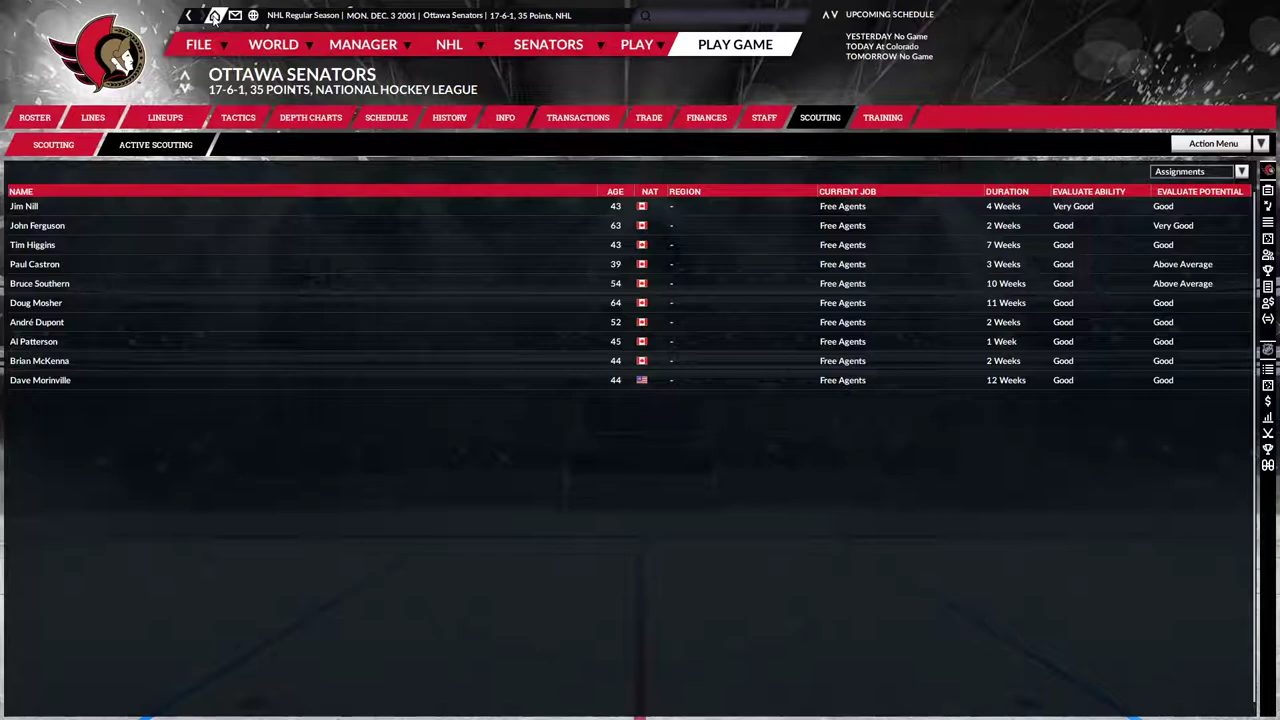 NHL Regular Season | MON. DEC. 3 2001 | Ottawa Senators | 17-6-1, 35 Points, NHL
UPCOMING SCHEDULE
YESTERDAY No Game
TODAY At Colorado
TOMORROW No Game
FILE WORLD MANAGER NHL SENATORS PLAY PLAY GAME
OTTAWA SENATORS
17-6-1, 35 POINTS, NATIONAL HOCKEY LEAGUE
ROSTER LINES LINEUPS TACTICS DEPTH CHARTS SCHEDULE HISTORY INFO TRANSACTIONS TRADE FINANCES STAFF SCOUTING TRAINING
SCOUTING ACTIVE SCOUTING Action Menu
Assignments
NAME AGE NAT REGION CURRENT JOB DURATION EVALUATE ABILITY EVALUATE POTENTIAL
Jim Nill 43 - Free Agents 4 Weeks Very Good Good
John Ferguson 63 - Free Agents 2 Weeks Good Very Good
Tim Higgins 43 - Free Agents 7 Weeks Good Good
Paul Castron 39 - Free Agents 3 Weeks Good Above Average
Bruce Southern 54 - Free Agents 10 Weeks Good Above Average
Doug Mosher 64 - Free Agents 11 Weeks Good Good
André Dupont 52 - Free Agents 2 Weeks Good Good
Al Patterson 45 - Free Agents 1 Week Good Good
Brian McKenna 44 - Free Agents 2 Weeks Good Good
Dave Morinville 44 - Free Agents 12 Weeks Good Good